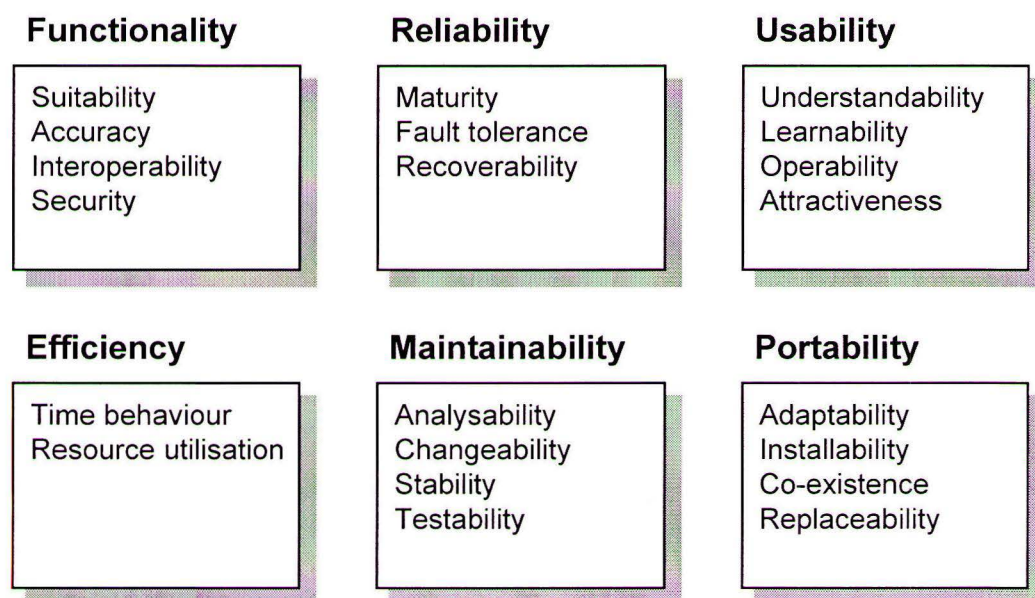 Functionality
Suitability
Accuracy
Interoperability
Security
Reliability
Maturity
Fault tolerance
Recoverability
Usability
Understandability
Learnability
Operability
Attractiveness
Efficiency
Time behaviour
Resource utilisation
Maintainability
Analysability
Changeability
Stability
Testability
Portability
Adaptability
Installability
Co-existence
Replaceability